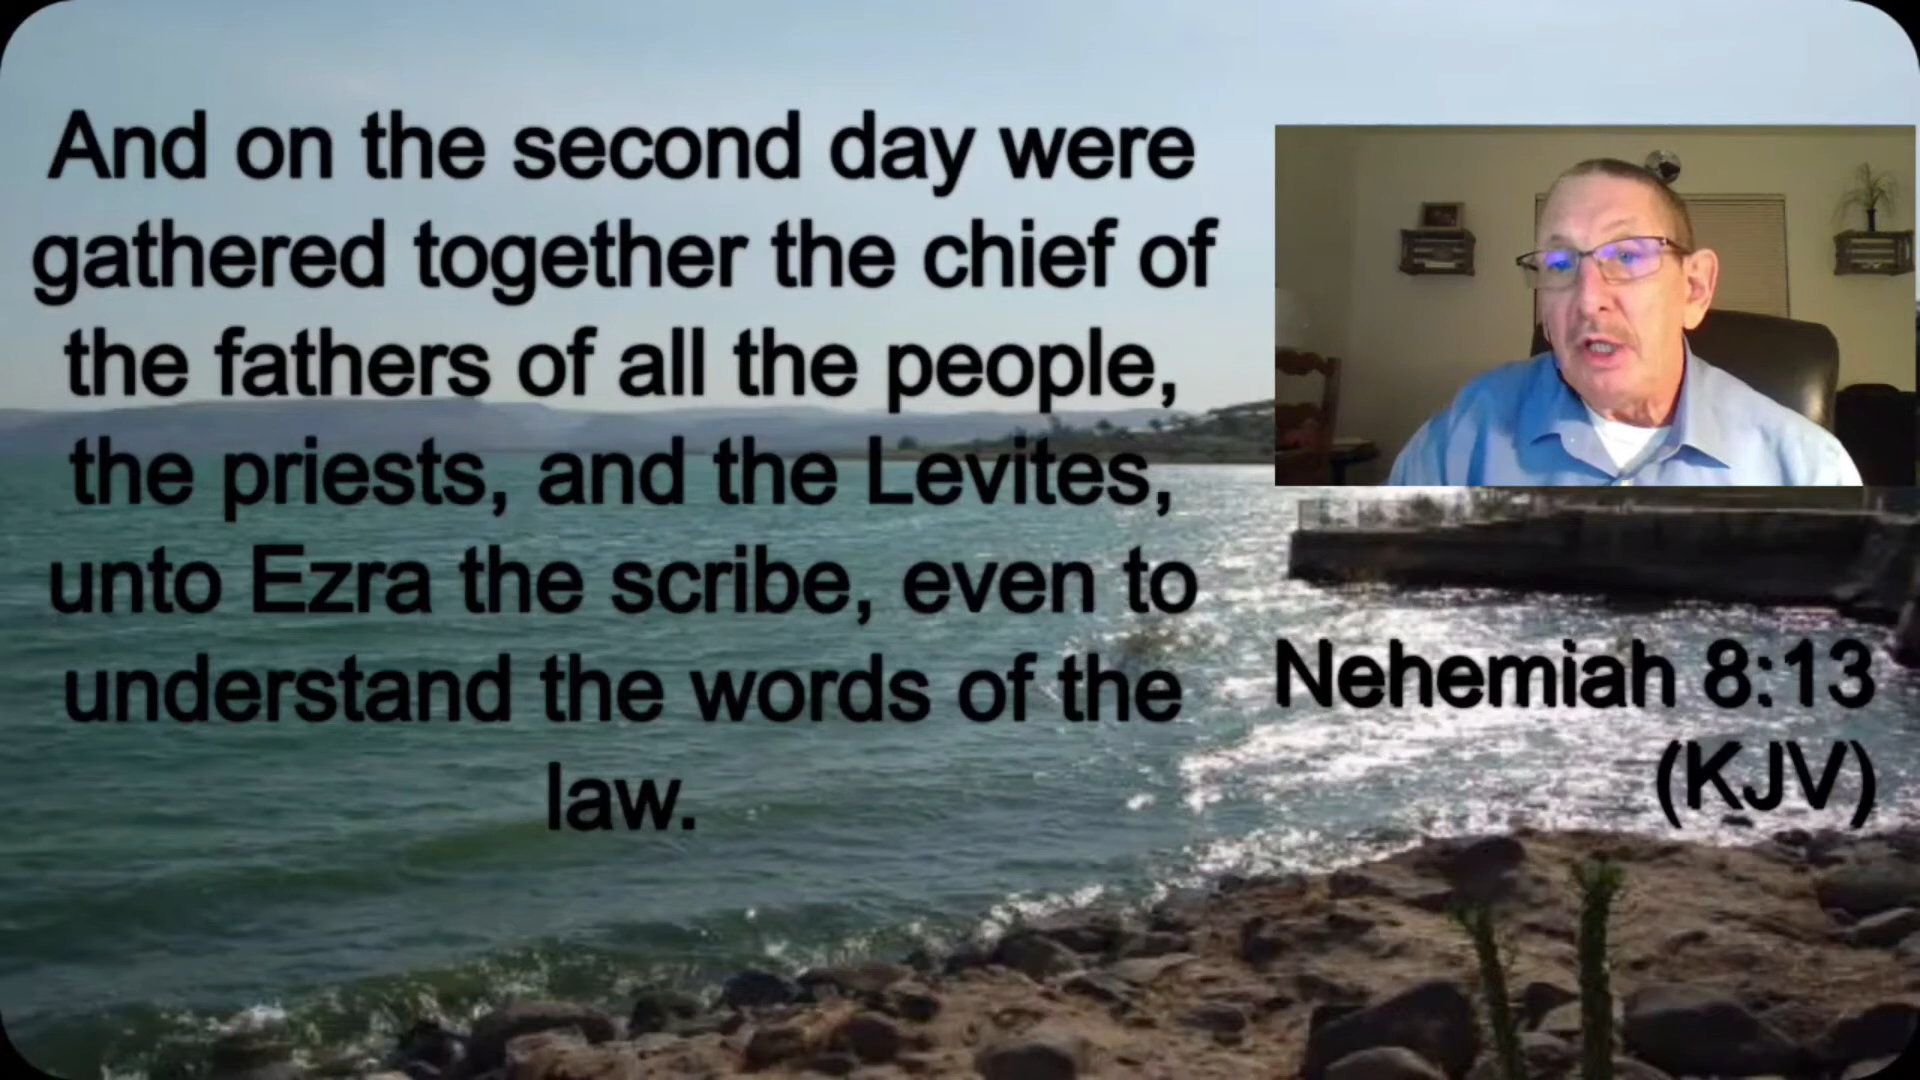 And on the second day were
gathered together the chief of
the fathers of all the people,
the priests, and the Levites,
unto Ezra the scribe, even to
understand the words of the
law.
Nehemiah 8:13
(KJV)